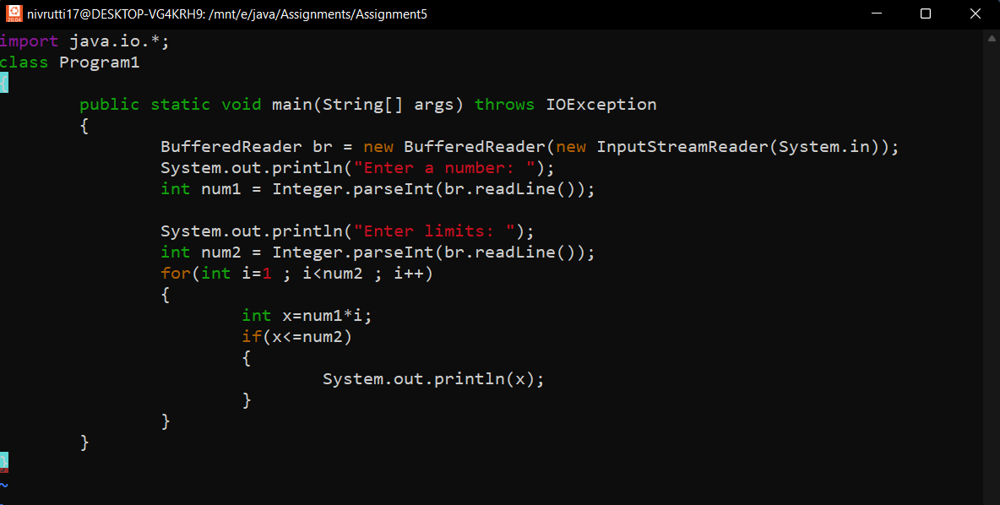 nivrutti17@DESKTOP-VG4KRH9: /mnt/e/java/Assignments/Assignment5
import java.io.*;
class Program1
{
        public static void main(String[] args) throws IOException
        {
                BufferedReader br = new BufferedReader(new InputStreamReader(System.in));
                System.out.println("Enter a number: ");
                int num1 = Integer.parseInt(br.readLine());

                System.out.println("Enter limits: ");
                int num2 = Integer.parseInt(br.readLine());
                for(int i=1 ; i<num2 ; i++)
                {
                        int x=num1*i;
                        if(x<=num2)
                        {
                                System.out.println(x);
                        }
                }
        }
}
~